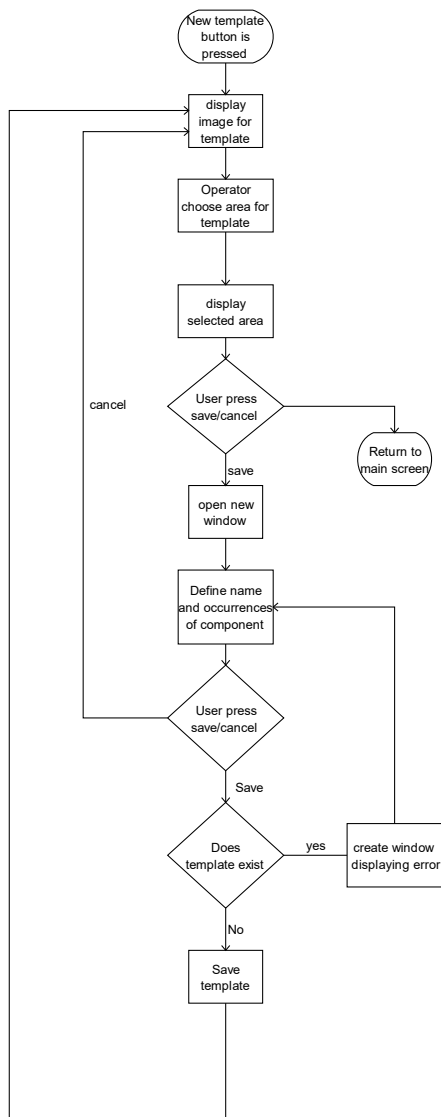 New template
button is
pressed
display
image for
template
Operator
choose area for
template
display
selected area
cancel
User press
save/cancel
Return to
main screen
save
open new
window
Define name
and occurrences
of component
User press
save/cancel
Save
Does
template exist
yes
create window
displaying error
No
Save
template